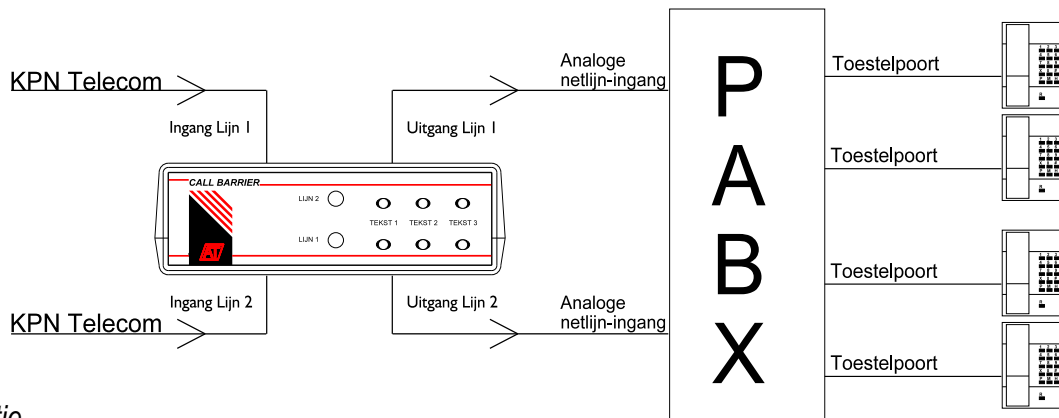 KPN Telecom
Ingang Lijn 1
Uitgang Lijn 1
Analoge
netlijn-ingang
CALL BARRIER
LIJN 2
TEKST 1 TEKST 2 TEKST 3
LIJN 1
KPN Telecom
Ingang Lijn 2
Uitgang Lijn 2
Analoge
netlijn-ingang
P
A
B
X
Toestelpoort
Toestelpoort
Toestelpoort
Toestelpoort